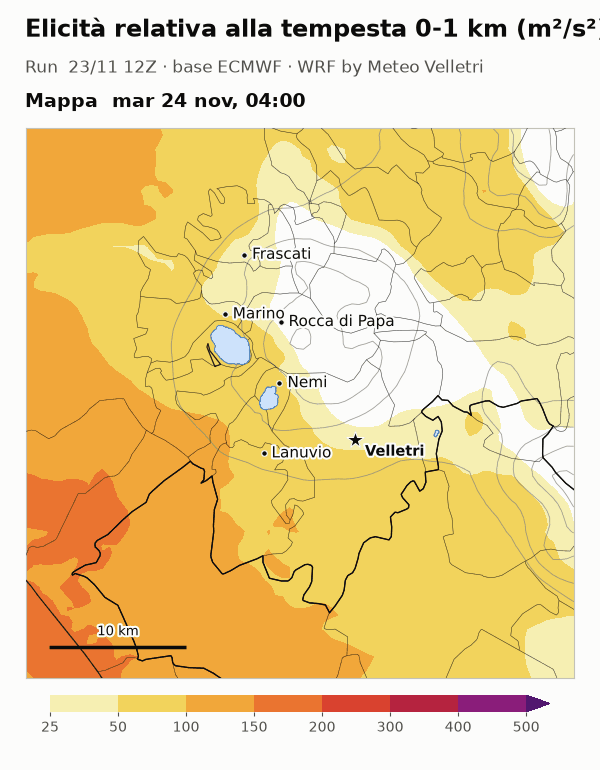 Elicità relativa alla tempesta 0-1 km (m²/s²)
Run 23/11 12Z · base ECMWF · WRF by Meteo Velletri
Mappa mar 24 nov, 04:00
Frascati
Marino
Rocca di Papa
Nemi
Velletri
Lanuvio
10 km
25 50 100 150 200 300 400 500